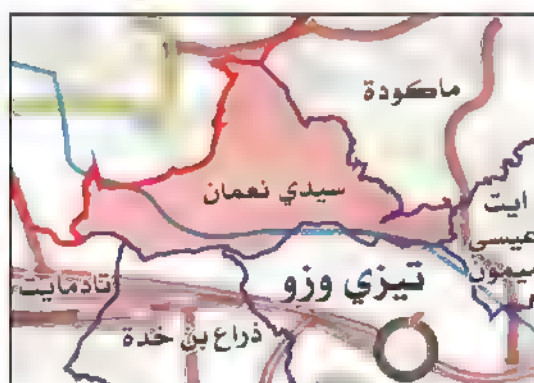 ماكودة
سيدي نعمان
ايت
عيسى
ميمون
تيزي وزو
تادمايت
ذراع بن خدة